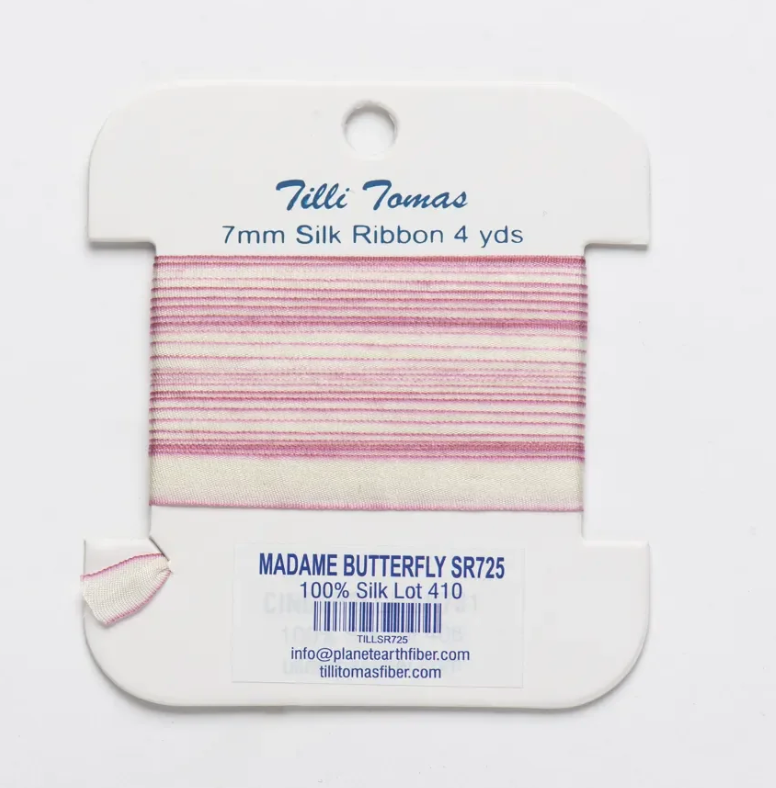 Tilli Tomas
7mm Silk Ribbon 4 yds
MADAME BUTTERFLY SR725
100% Silk Lot 410
TILLSR725
info@planetearthfiber.com
tillitomasfiber.com